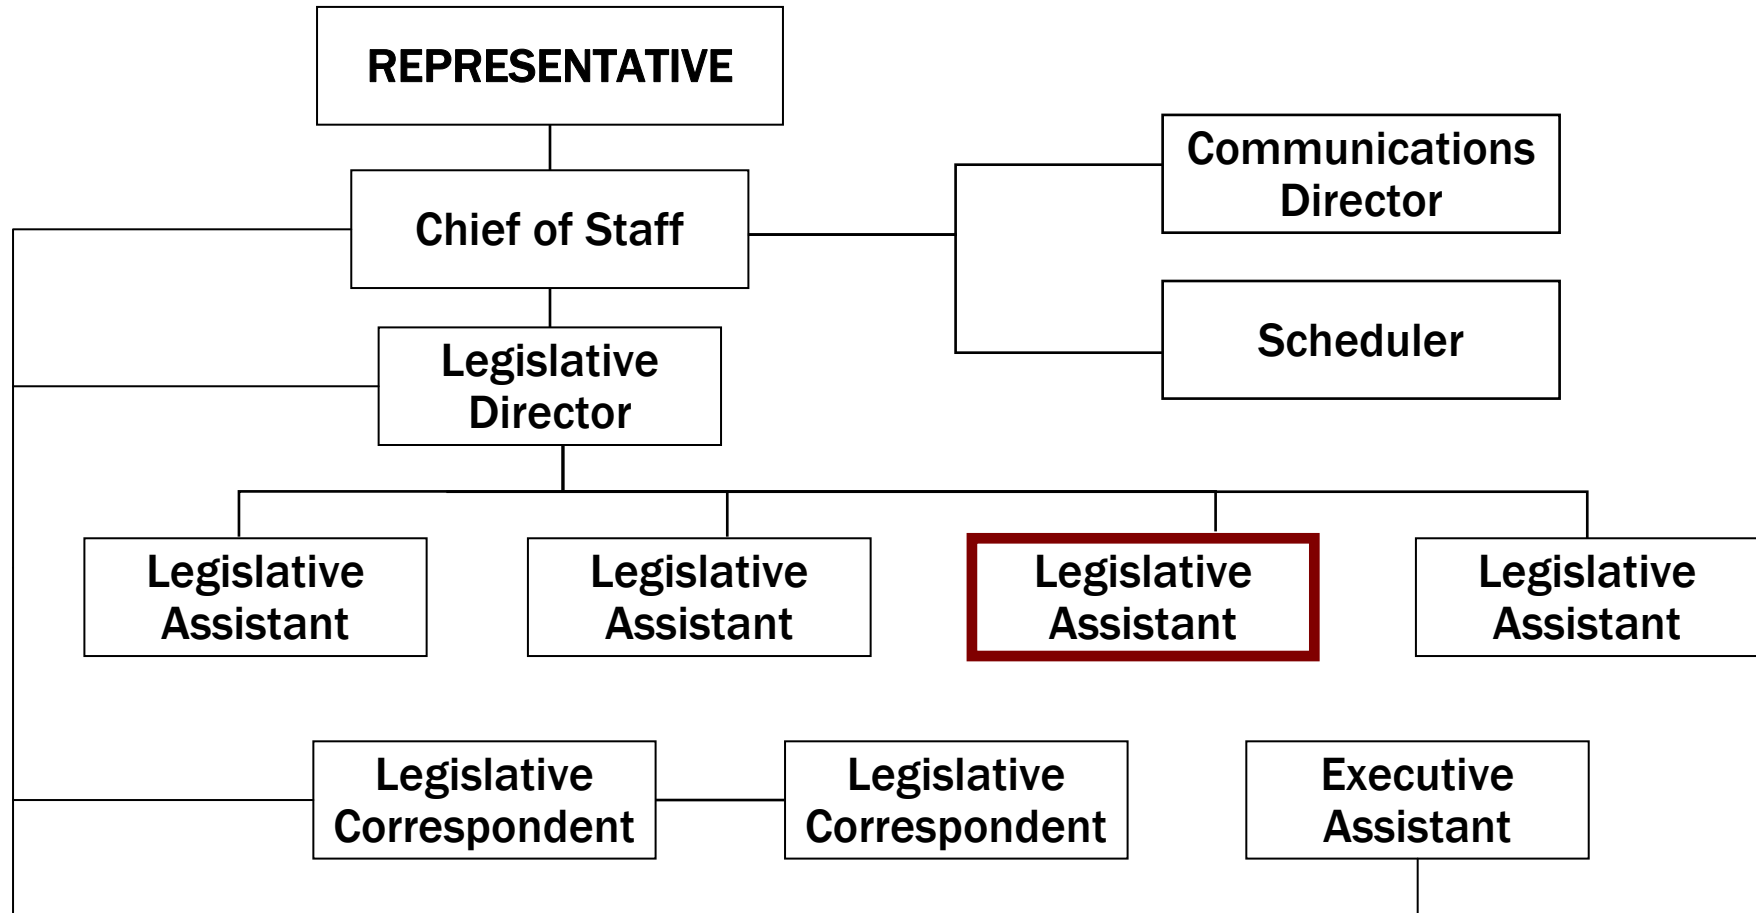 REPRESENTATIVE
Communications
Director
Chief of Staff
Scheduler
Legislative
Director
Legislative
Assistant
Legislative
Assistant
Legislative
Assistant
Legislative
Assistant
Legislative
Correspondent
Legislative
Correspondent
Executive
Assistant